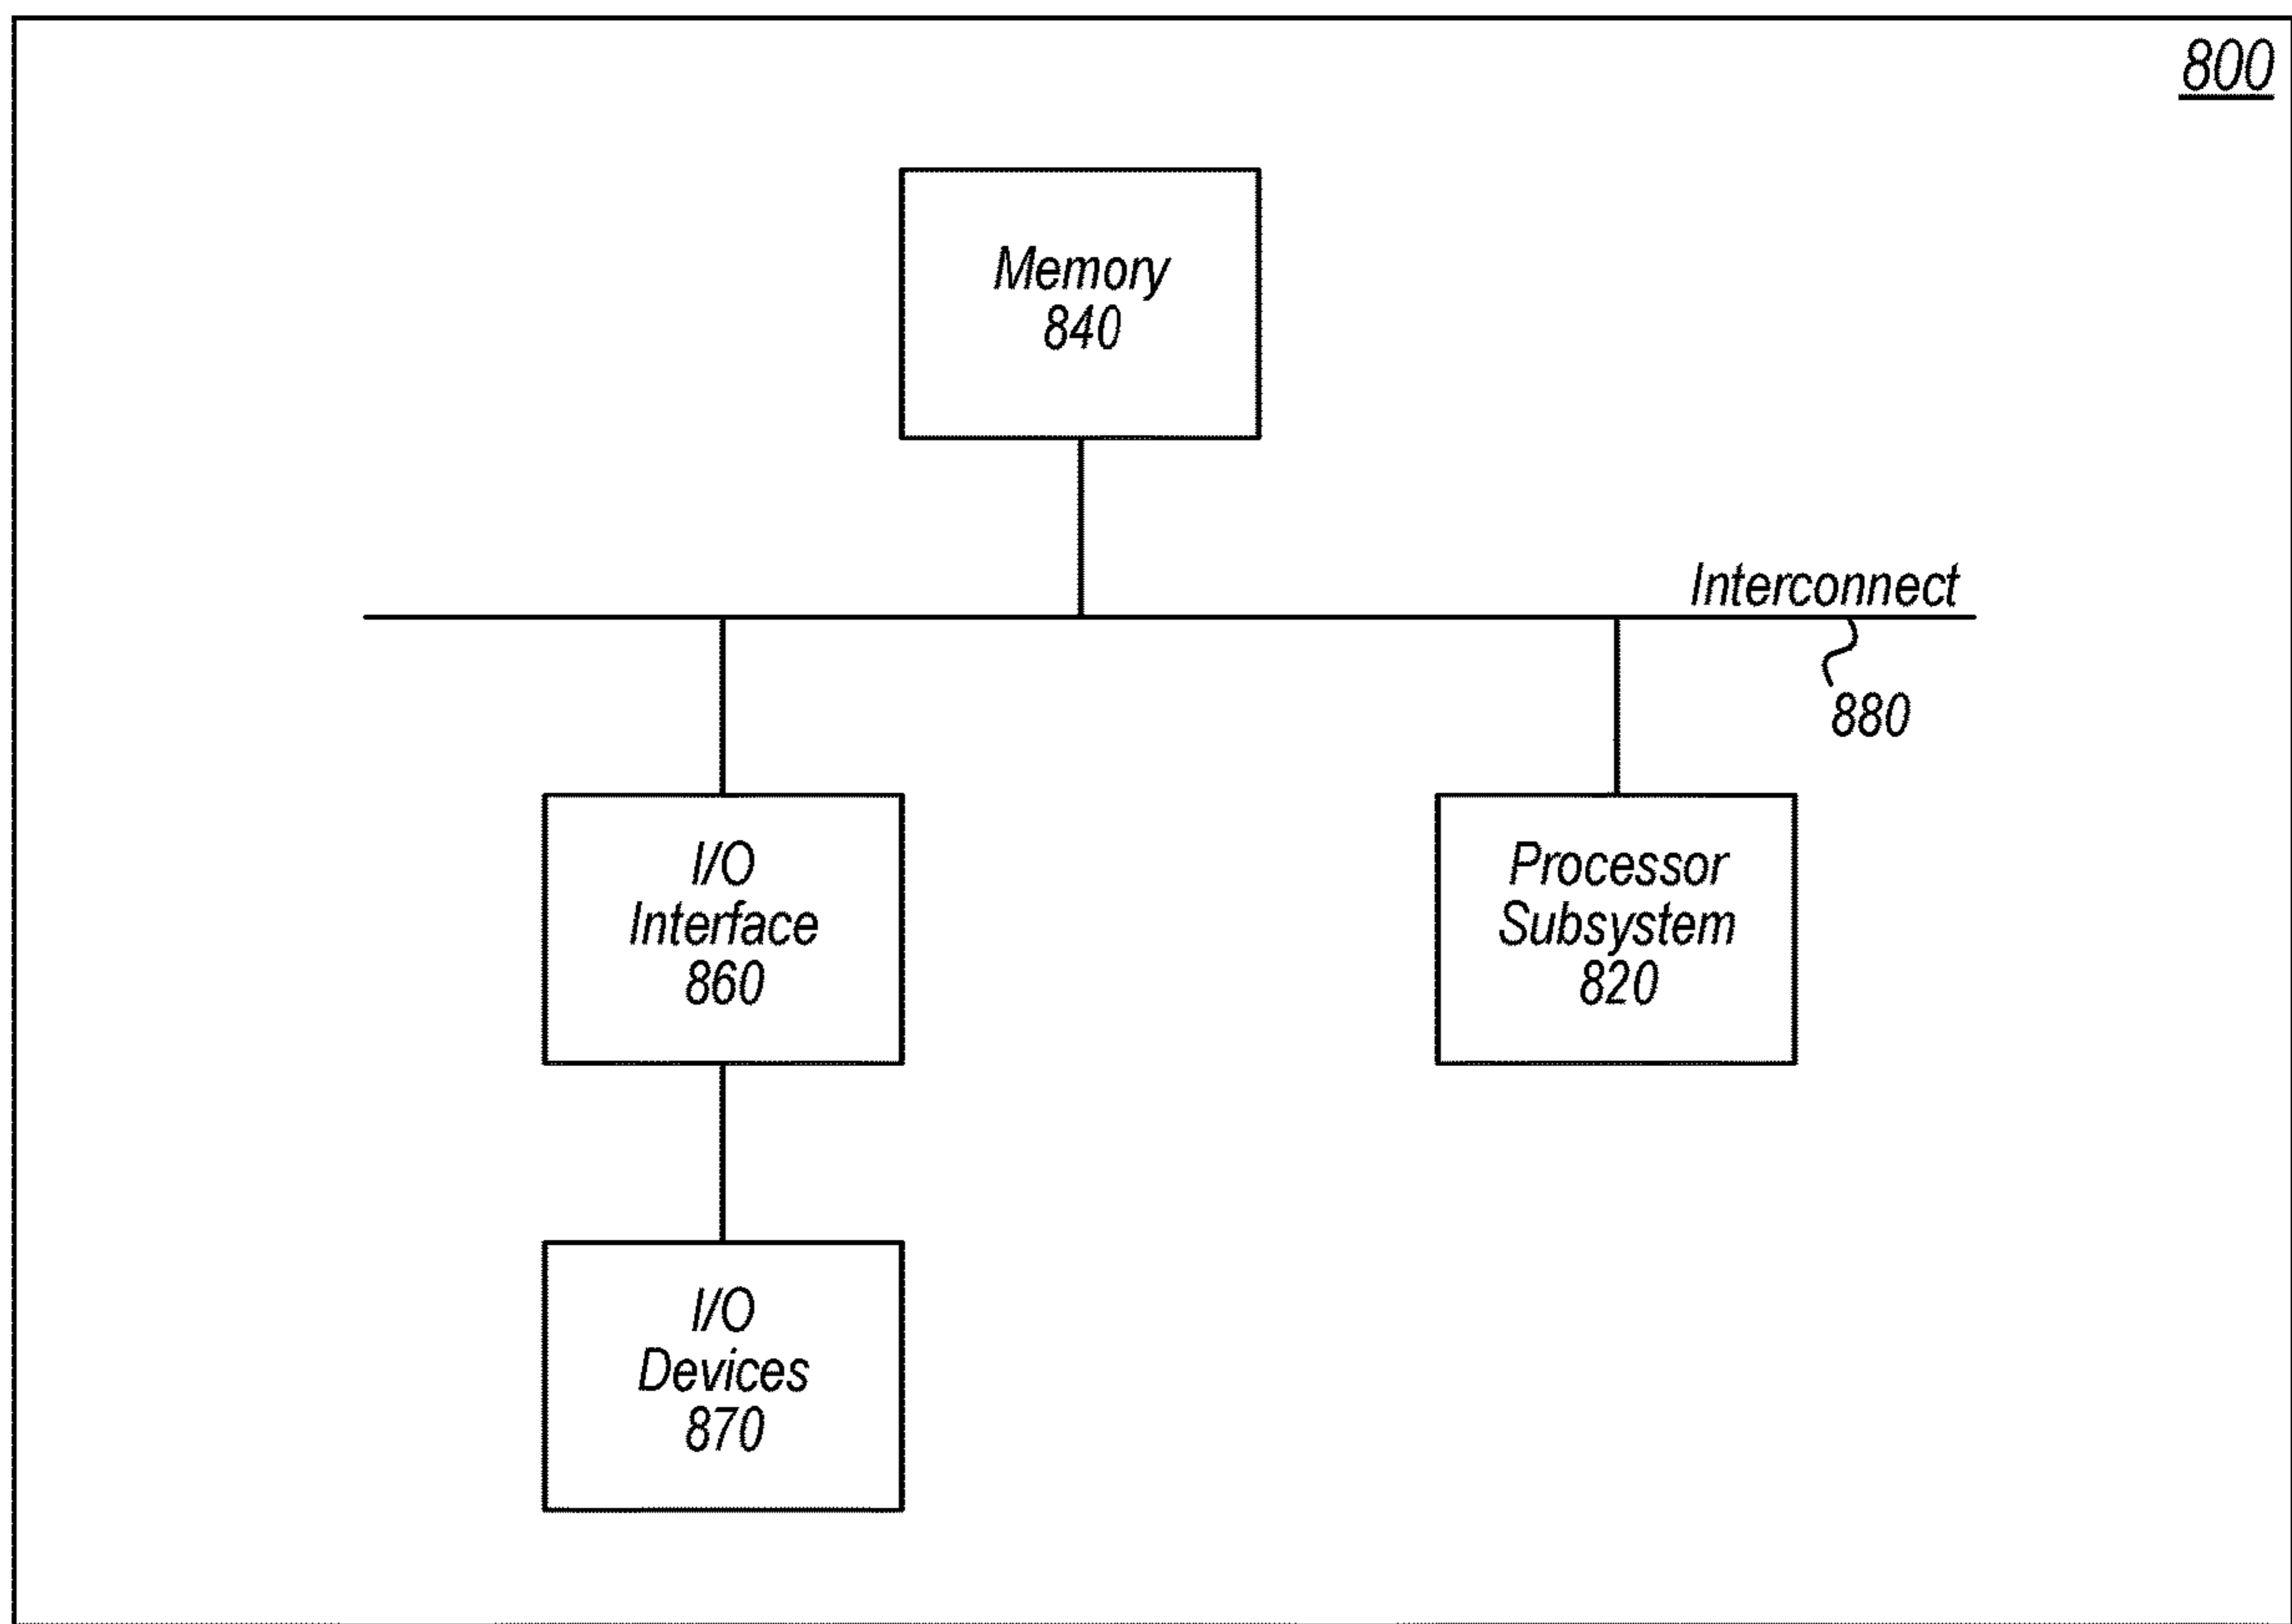 800
Memory
840
Interconnect
880
I/O
Interface
860
Processor
Subsystem
820
I/O
Devices
870